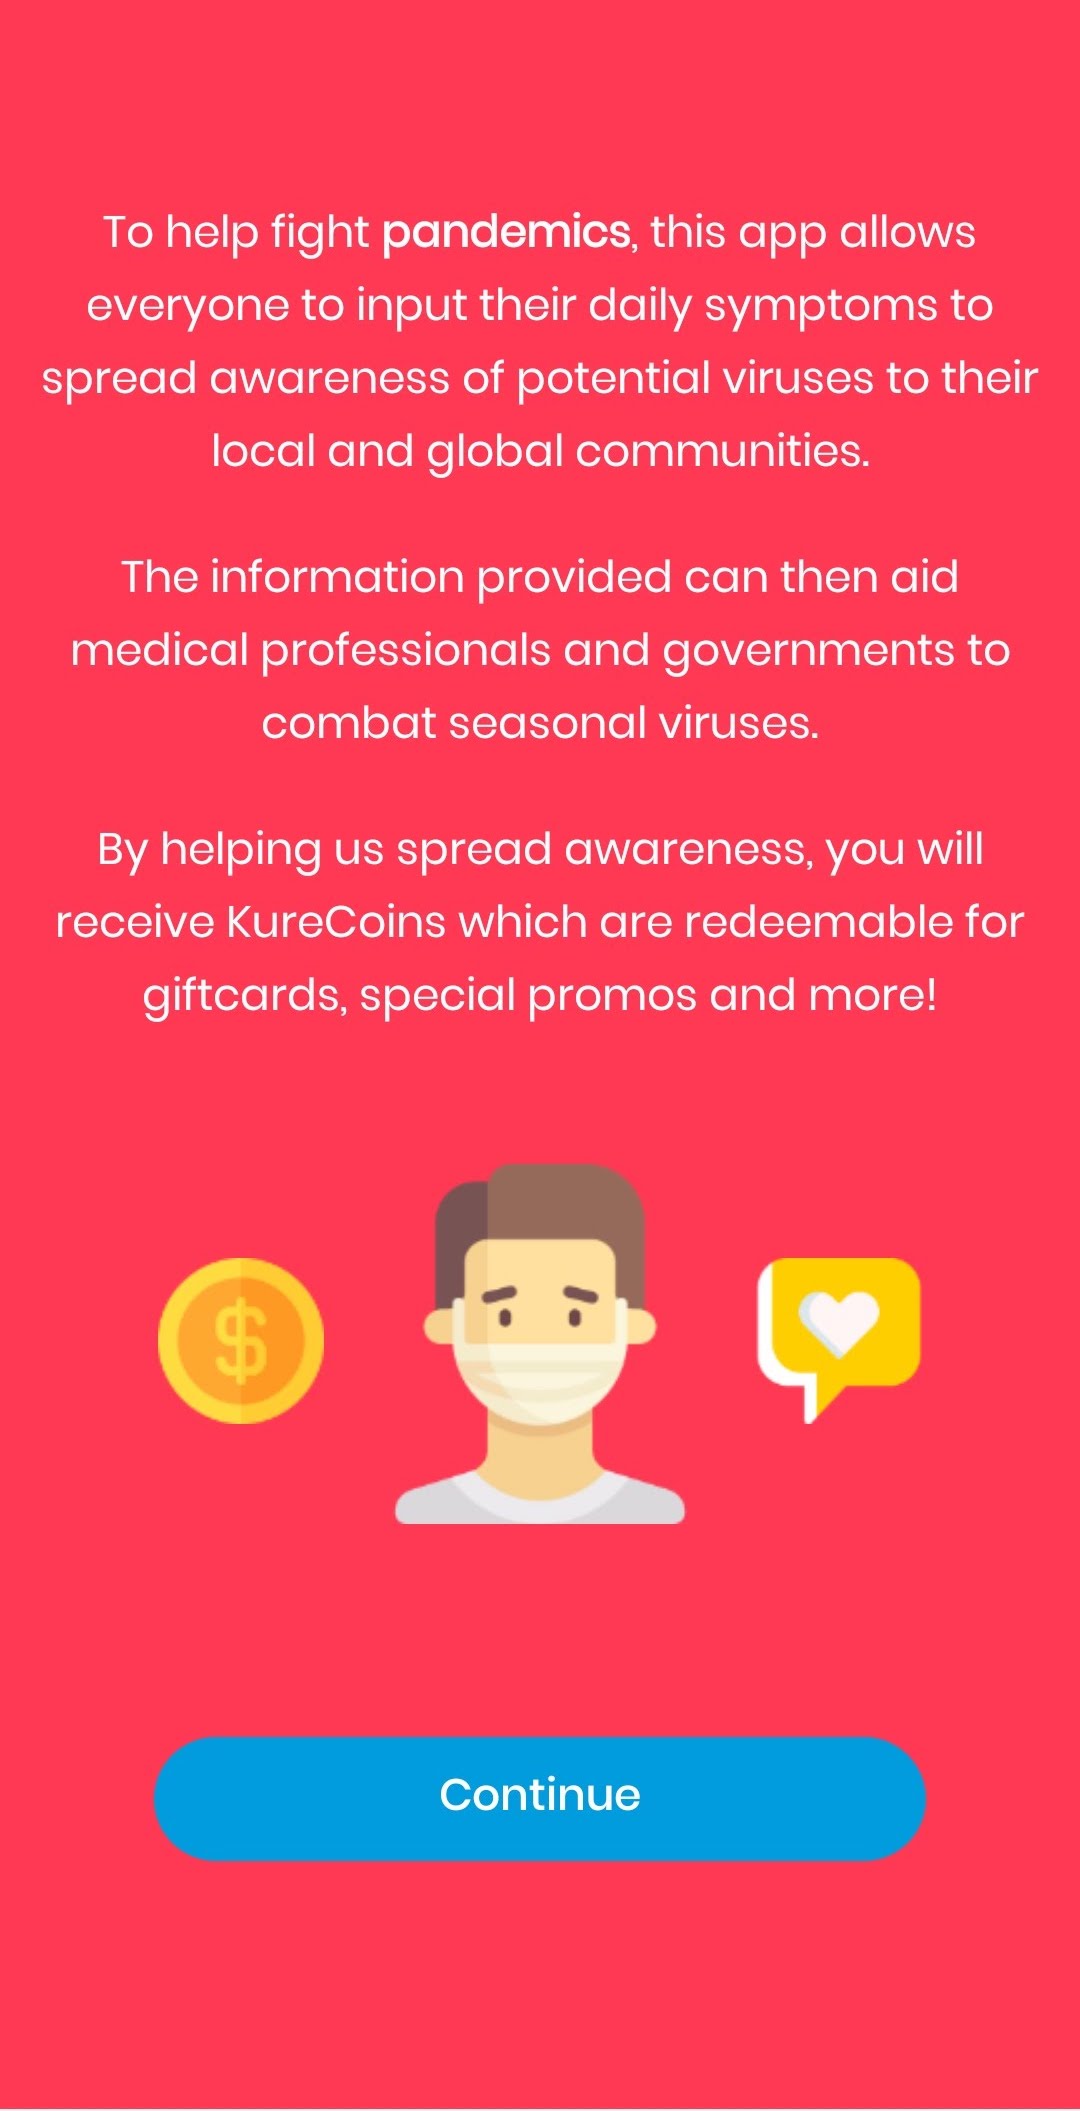 To help fight pandemics, this app allows
everyone to input their daily symptoms to
spread awareness of potential viruses to their
local and global communities.
The information provided can then aid
medical professionals and governments to
combat seasonal viruses.
By helping us spread awareness, you will
receive KureCoins which are redeemable for
giftcards, special promos and more!
$
Continue